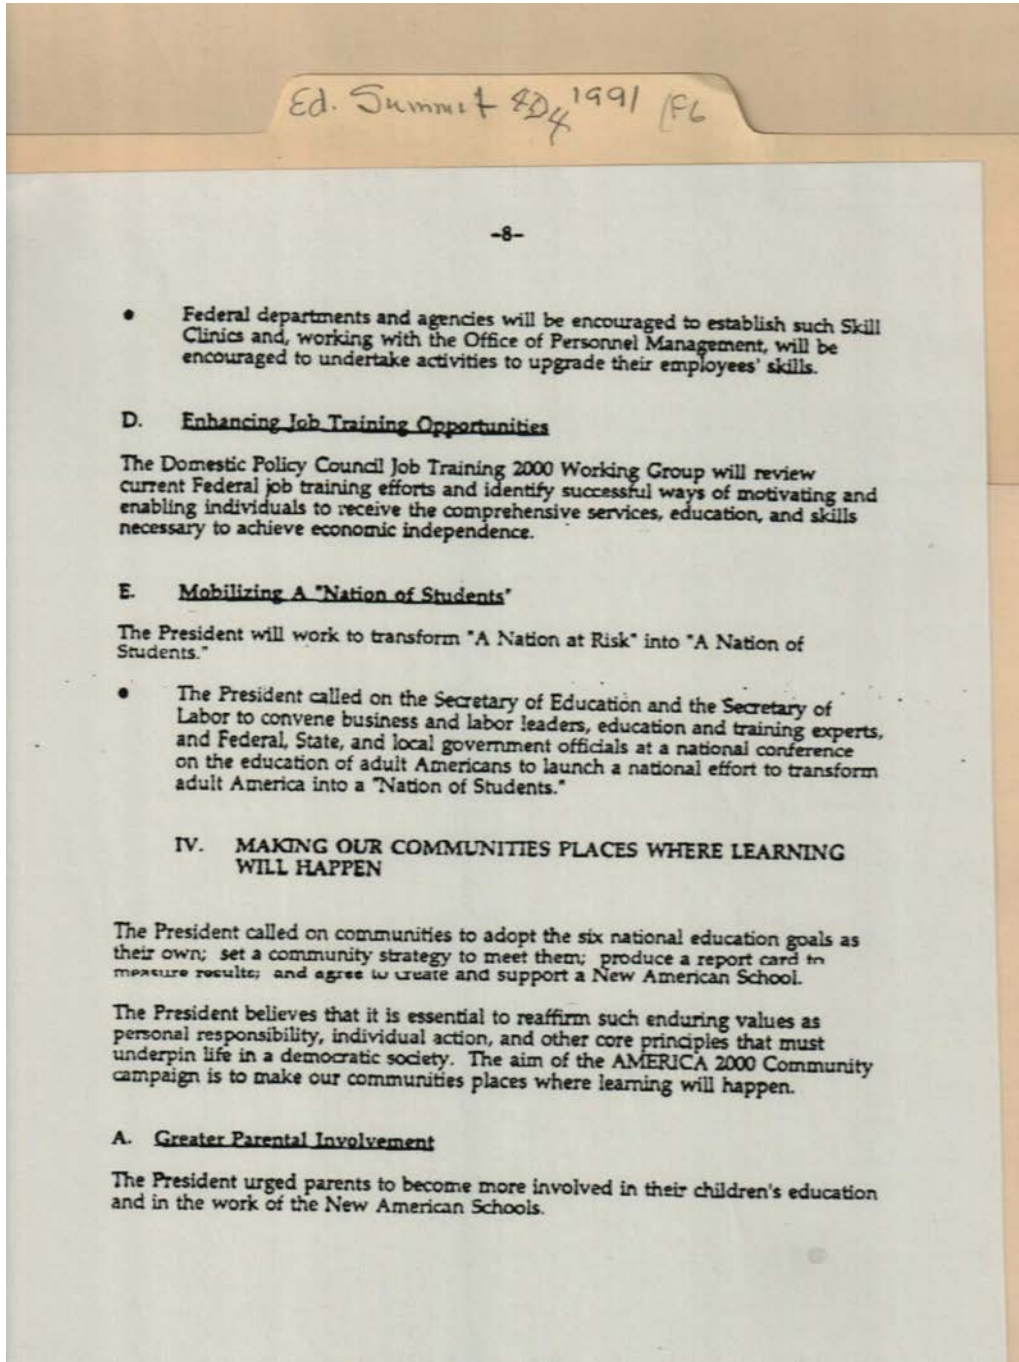 Ed. Summit 1991
-8-
• Federal departments and agencies will be encouraged to establish such Skill
Clinics and, working with the Office of Personnel Management, will be
encouraged to undertake activities to upgrade their employees' skills.
D. Enhancing Job Training Opportunities
The Domestic Policy Council Job Training 2000 Working Group will review
current Federal job training efforts and identify successful ways of motivating and
enabling individuals to receive the comprehensive services, education, and skills
necessary to achieve economic independence.
E. Mobilizing A "Nation of Students"
The President will work to transform "A Nation at Risk" into "A Nation of
Students."
• The President called on the Secretary of Education and the Secretary of
Labor to convene business and labor leaders, education and training experts,
and Federal, State, and local government officials at a national conference
on the education of adult Americans to launch a national effort to transform
adult America into a "Nation of Students."
IV. MAKING OUR COMMUNITIES PLACES WHERE LEARNING
WILL HAPPEN
The President called on communities to adopt the six national education goals as
their own; set a community strategy to meet them; produce a report card to
measure results; and agree to create and support a New American School.
The President believes that it is essential to reaffirm such enduring values as
personal responsibility, individual action, and other core principles that must
underpin life in a democratic society. The aim of the AMERICA 2000 Community
campaign is to make our communities places where learning will happen.
A. Greater Parental Involvement
The President urged parents to become more involved in their children's education
and in the work of the New American Schools.